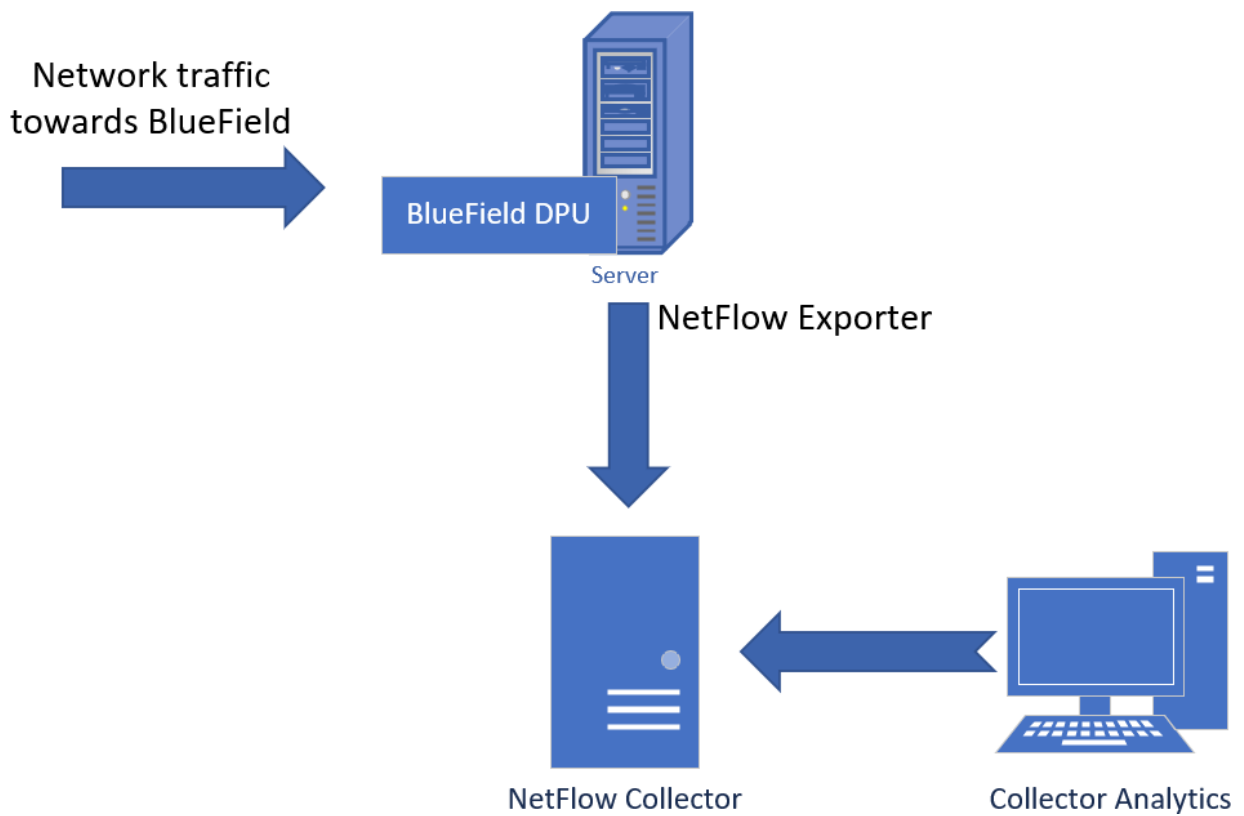 Network traffic
towards BlueField
BlueField DPU
Server
NetFlow Exporter
NetFlow Collector
Collector Analytics